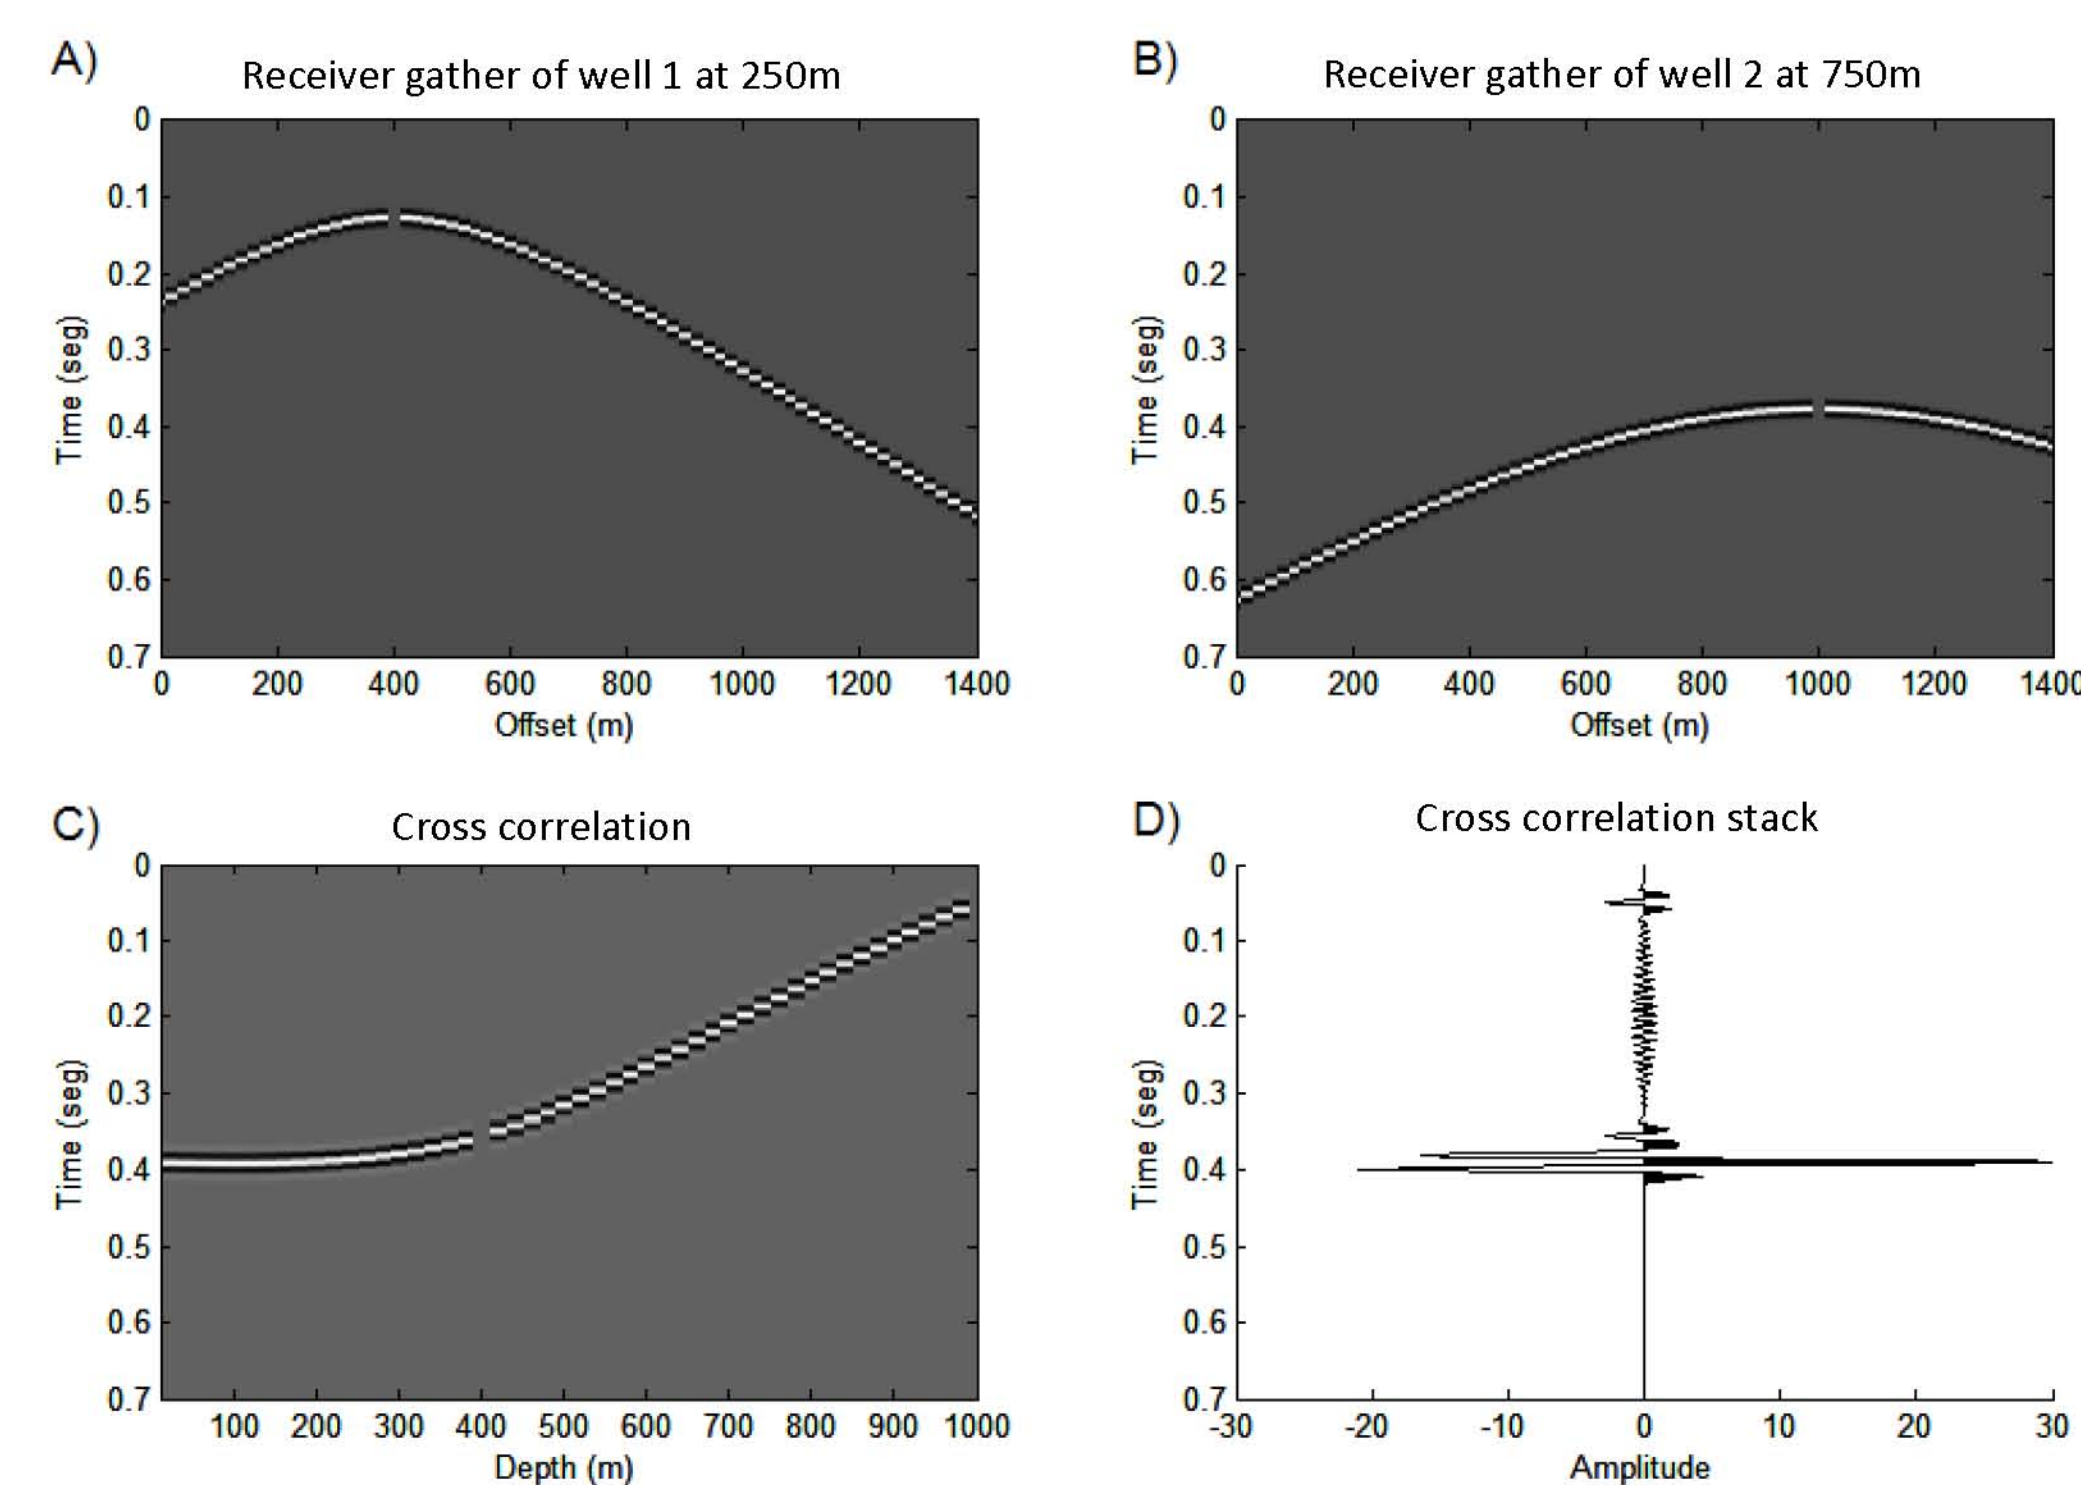 A)
Receiver gather of well 1 at 250m
0
0.1
0.2
0.3
0.4
0.5
0.6
0.7
Time (seg)
0 200 400 600 800 1000 1200 1400
Offset (m)
B)
Receiver gather of well 2 at 750m
0
0.1
0.2
0.3
0.4
0.5
0.6
0.7
Time (seg)
0 200 400 600 800 1000 1200 1400
Offset (m)
C)
Cross correlation
0
0.1
0.2
0.3
0.4
0.5
0.6
0.7
Time (seg)
100 200 300 400 500 600 700 800 900 1000
Depth (m)
D)
Cross correlation stack
0
0.1
0.2
0.3
0.4
0.5
0.6
0.7
Time (seg)
-30 -20 -10 0 10 20 30
Amplitude